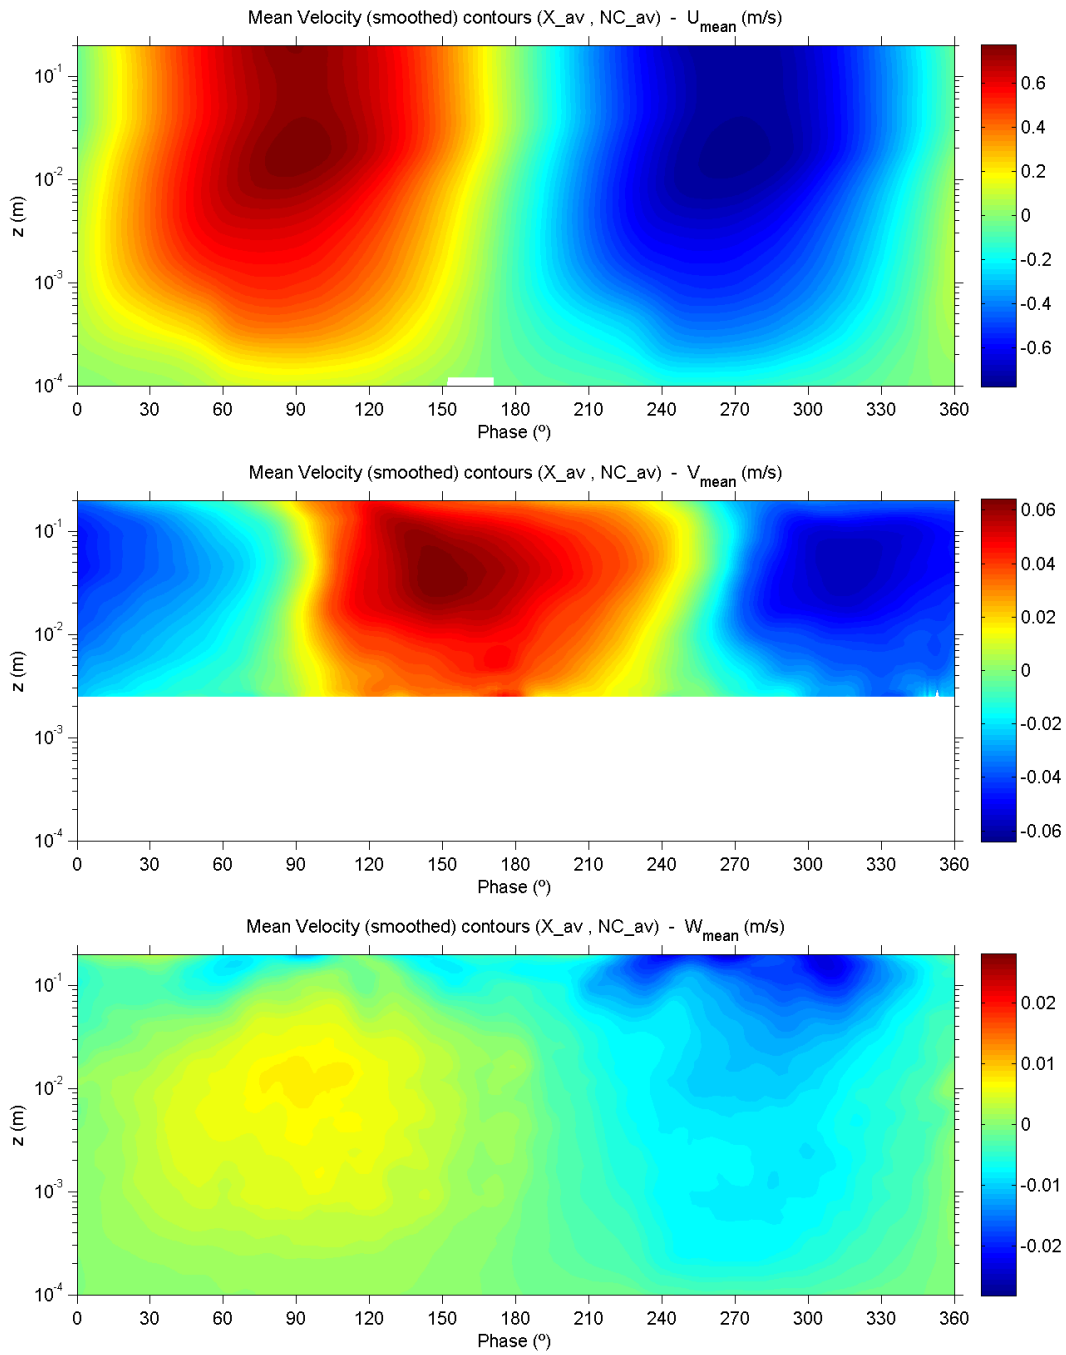 Mean Velocity (smoothed) contours (X_av , NC_av)  -  U_mean (m/s)
10^-1
10^-2
10^-3
10^-4
z (m)
0 30 60 90 120 150 180 210 240 270 300 330 360
Phase (º)
0.6
0.4
0.2
0
-0.2
-0.4
-0.6
Mean Velocity (smoothed) contours (X_av , NC_av)  -  V_mean (m/s)
10^-1
10^-2
10^-3
10^-4
z (m)
0 30 60 90 120 150 180 210 240 270 300 330 360
Phase (º)
0.06
0.04
0.02
0
-0.02
-0.04
-0.06
Mean Velocity (smoothed) contours (X_av , NC_av)  -  W_mean (m/s)
10^-1
10^-2
10^-3
10^-4
z (m)
0 30 60 90 120 150 180 210 240 270 300 330 360
Phase (º)
0.02
0.01
0
-0.01
-0.02